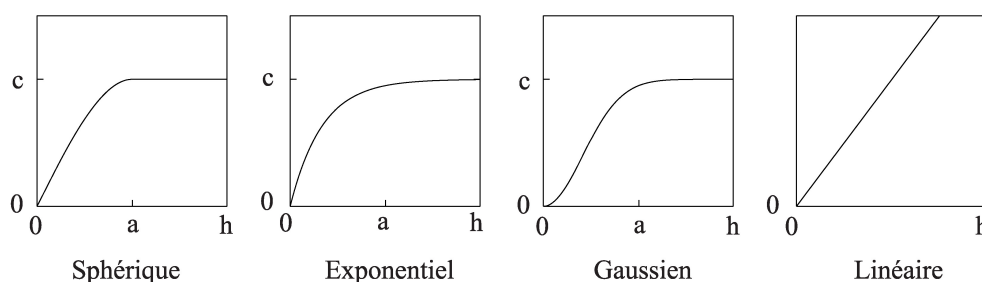 c
0
0 a h
Sphérique
c
0
0 a h
Exponentiel
c
0
0 a h
Gaussien
0
0 h
Linéaire